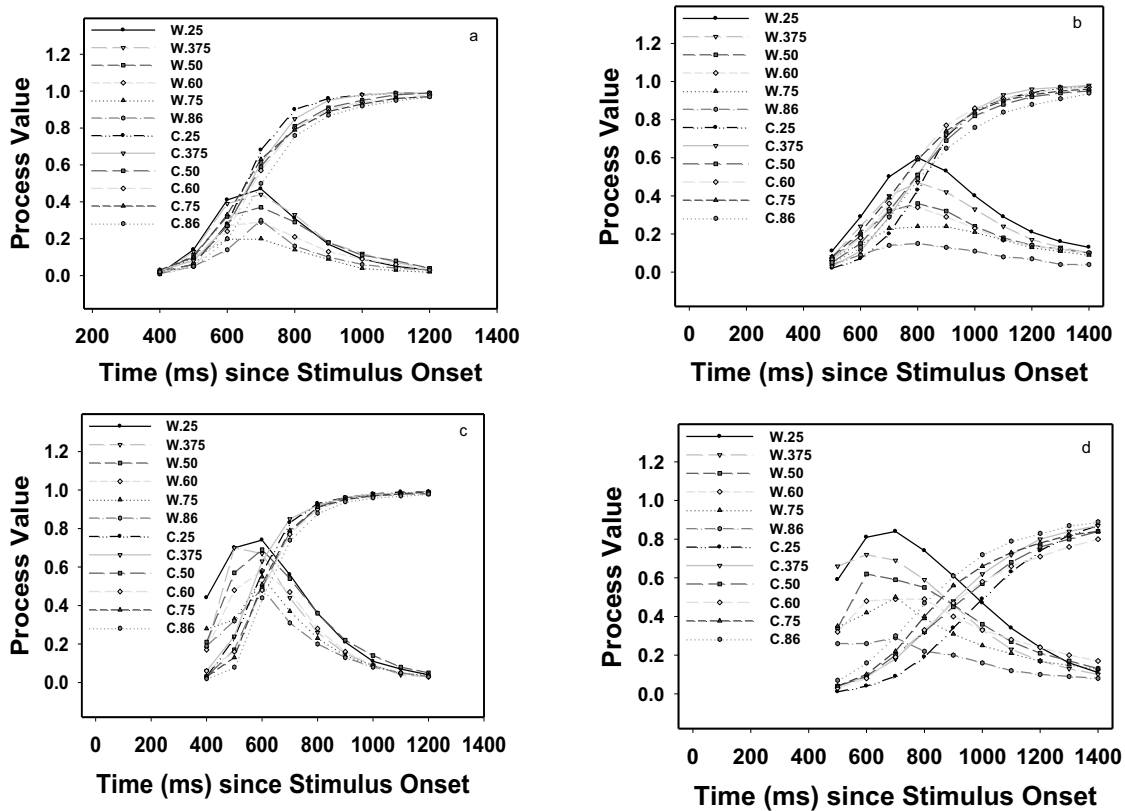 a
W.25
W.375
W.50
W.60
W.75
W.86
C.25
C.375
C.50
C.60
C.75
C.86
Process Value
1.2
1.0
0.8
0.6
0.4
0.2
0.0
200 400 600 800 1000 1200 1400
Time (ms) since Stimulus Onset
b
W.25
W.375
W.50
W.60
W.75
W.86
C.25
C.375
C.50
C.60
C.75
C.86
Process Value
1.2
1.0
0.8
0.6
0.4
0.2
0.0
0 200 400 600 800 1000 1200 1400
Time (ms) since Stimulus Onset
c
W.25
W.375
W.50
W.60
W.75
W.86
C.25
C.375
C.50
C.60
C.75
C.86
Process Value
1.2
1.0
0.8
0.6
0.4
0.2
0.0
0 200 400 600 800 1000 1200 1400
Time (ms) since Stimulus Onset
d
W.25
W.375
W.50
W.60
W.75
W.86
C.25
C.375
C.50
C.60
C.75
C.86
Process Value
1.2
1.0
0.8
0.6
0.4
0.2
0.0
0 200 400 600 800 1000 1200 1400
Time (ms) since Stimulus Onset